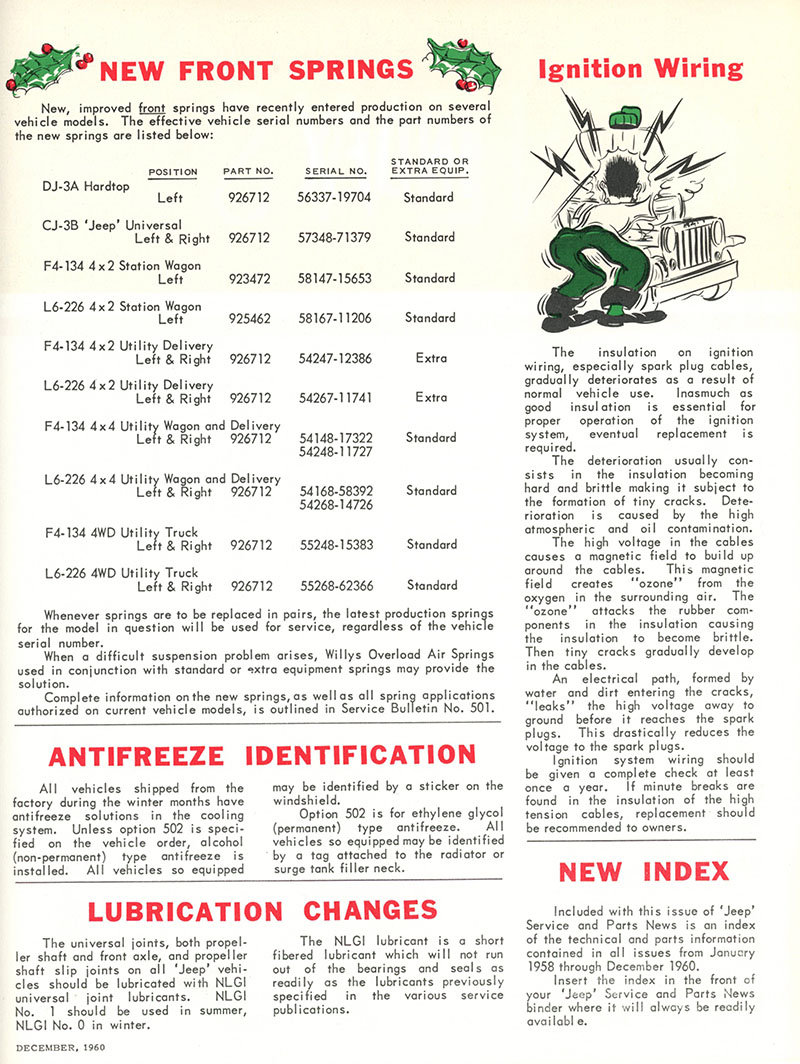 NEW FRONT SPRINGS
New, improved front springs have recently entered production on several
vehicle models. The effective vehicle serial numbers and the part numbers of
the new springs are listed below:
STANDARD OR
POSITION PART NO. SERIAL NO. EXTRA EQUIP.
DJ-3A Hardtop
Left 926712 56337-19704 Standard
CJ-3B 'Jeep' Universal
Left & Right 926712 57348-71379 Standard
F4-134 4x2 Station Wagon
Left 923472 58147-15653 Standard
L6-226 4x2 Station Wagon
Left 925462 58167-11206 Standard
F4-134 4x2 Utility Delivery
Left & Right 926712 54247-12386 Extra
L6-226 4x2 Utility Delivery
Left & Right 926712 54267-11741 Extra
F4-134 4x4 Utility Wagon and Delivery
Left & Right 926712 54148-17322 Standard
54248-11727
L6-226 4x4 Utility Wagon and Delivery
Left & Right 926712 54168-58392 Standard
54268-14726
F4-134 4WD Utility Truck
Left & Right 926712 55248-15383 Standard
L6-226 4WD Utility Truck
Left & Right 926712 55268-62366 Standard
Whenever springs are to be replaced in pairs, the latest production springs
for the model in question will be used for service, regardless of the vehicle
serial number.
When a difficult suspension problem arises, Willys Overload Air Springs
used in conjunction with standard or extra equipment springs may provide the
solution.
Complete information on the new springs, as well as all spring applications
authorized on current vehicle models, is outlined in Service Bulletin No. 501.
ANTIFREEZE IDENTIFICATION
All vehicles shipped from the
factory during the winter months have
antifreeze solutions in the cooling
system. Unless option 502 is speci-
fied on the vehicle order, alcohol
(non-permanent) type antifreeze is
installed. All vehicles so equipped
may be identified by a sticker on the
windshield.
Option 502 is for ethylene glycol
(permanent) type antifreeze. All
vehicles so equipped may be identified
by a tag attached to the radiator or
surge tank filler neck.
LUBRICATION CHANGES
The universal joints, both propel-
ler shaft and front axle, and propeller
shaft slip joints on all 'Jeep' vehi-
cles should be lubricated with NLGI
universal joint lubricants. NLGI
No. 1 should be used in summer,
NLGI No. 0 in winter.
The NLGI lubricant is a short
fibered lubricant which will not run
out of the bearings and seals as
readily as the lubricants previously
specified in the various service
publications.
Ignition Wiring
The insulation on ignition
wiring, especially spark plug cables,
gradually deteriorates as a result of
normal vehicle use. Inasmuch as
good insulation is essential for
proper operation of the ignition
system, eventual replacement is
required.
The deterioration usually con-
sists in the insulation becoming
hard and brittle making it subject to
the formation of tiny cracks. Dete-
rioration is caused by the high
atmospheric and oil contamination.
The high voltage in the cables
causes a magnetic field to build up
around the cables. This magnetic
field creates "ozone" from the
oxygen in the surrounding air. The
"ozone" attacks the rubber com-
ponents in the insulation causing
the insulation to become brittle.
Then tiny cracks gradually develop
in the cables.
An electrical path, formed by
water and dirt entering the cracks,
"leaks" the high voltage away to
ground before it reaches the spark
plugs. This drastically reduces the
voltage to the spark plugs.
Ignition system wiring should
be given a complete check at least
once a year. If minute breaks are
found in the insulation of the high
tension cables, replacement should
be recommended to owners.
NEW INDEX
Included with this issue of 'Jeep'
Service and Parts News is an index
of the technical and parts information
contained in all issues from January
1958 through December 1960.
Insert the index in the front of
your 'Jeep' Service and Parts News
binder where it will always be readily
available.
DECEMBER, 1960